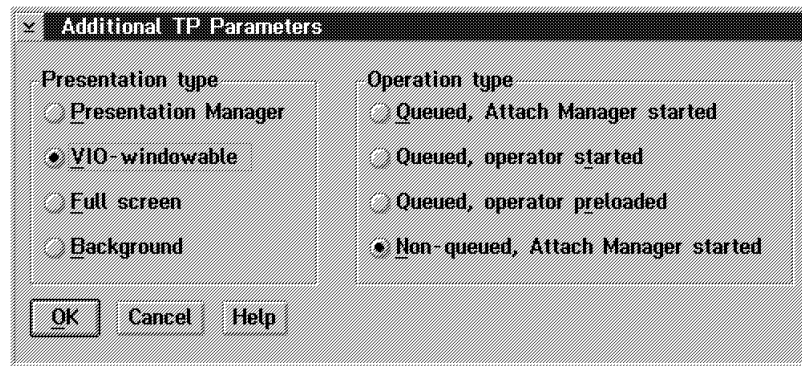 Additional TP Parameters
Presentation type
Presentation Manager
VIO-windowable
Full screen
Background
Operation type
Queued, Attach Manager started
Queued, operator started
Queued, operator preloaded
Non-queued, Attach Manager started
OK Cancel Help